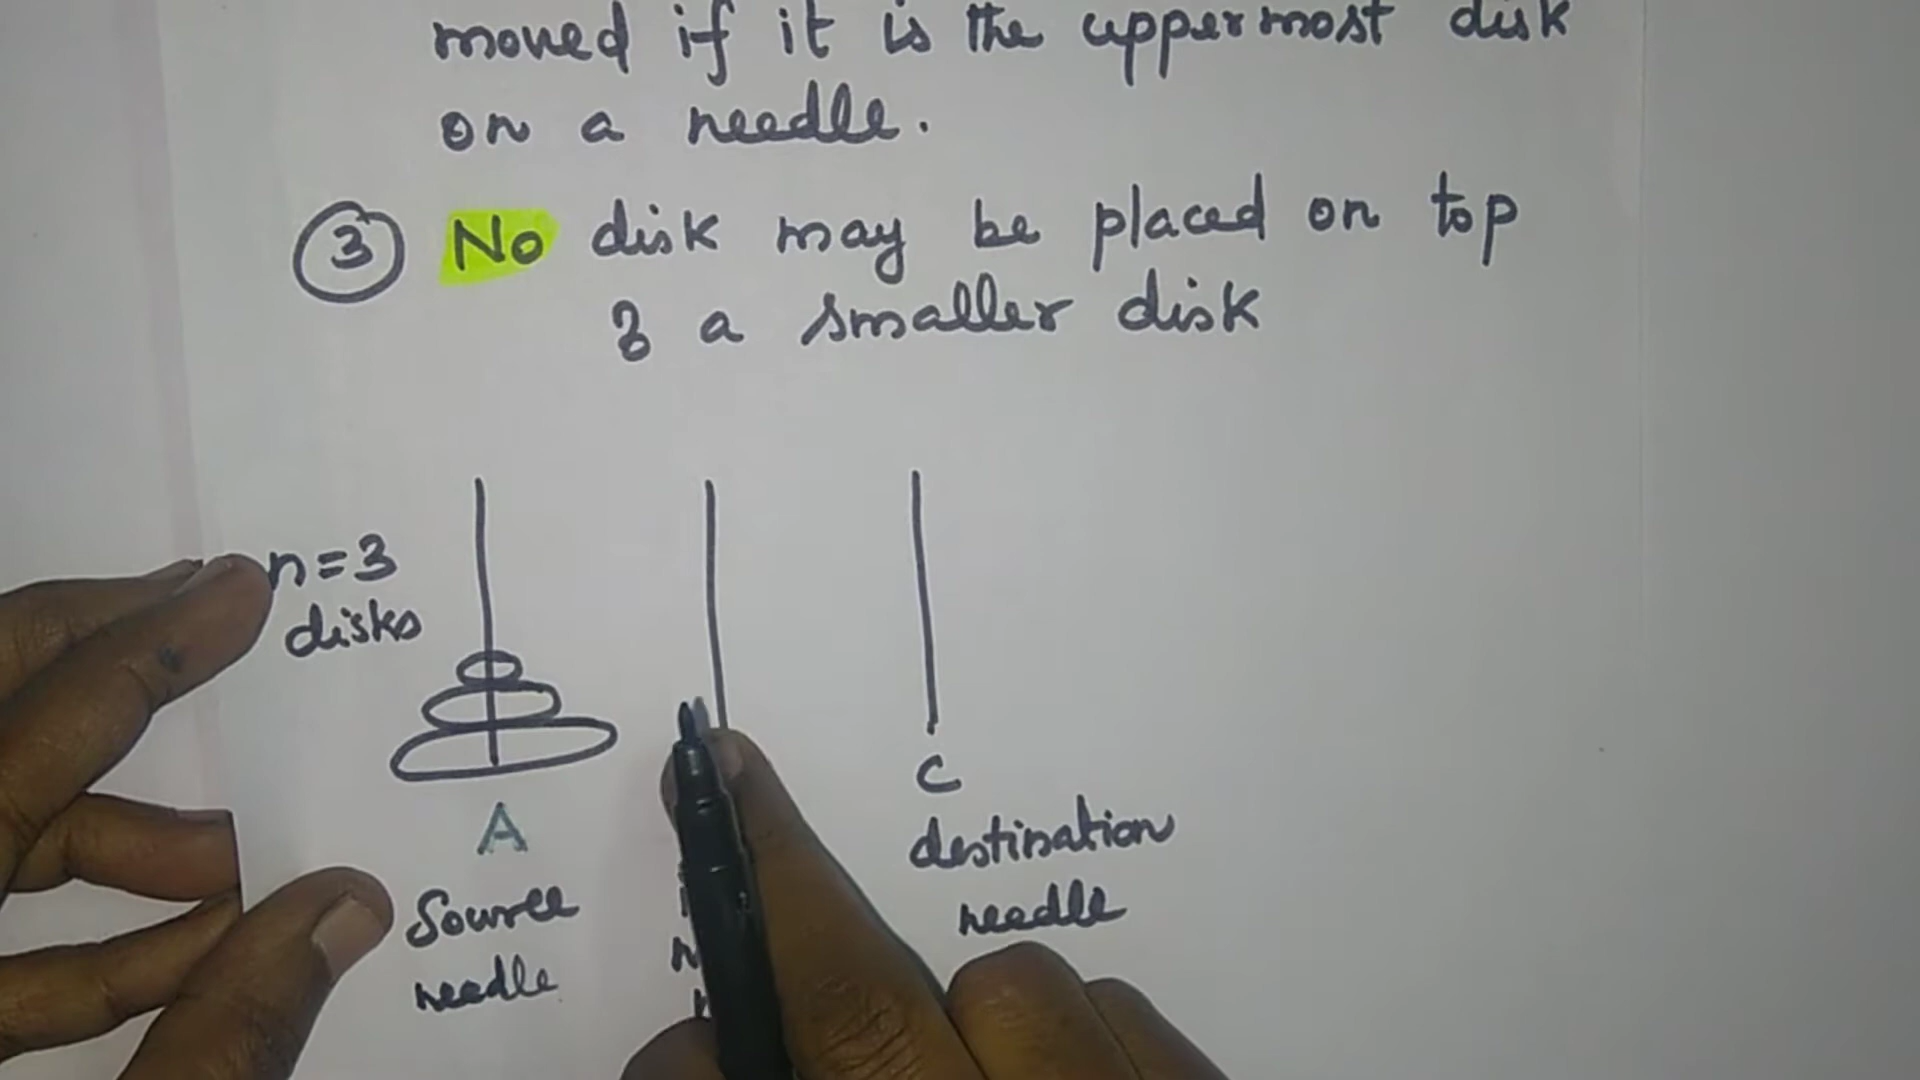 moved if it is the uppermost disk
on a needle.
③ No disk may be placed on top
of a smaller disk
n=3
disks
A
Source
needle
C
destination
needle